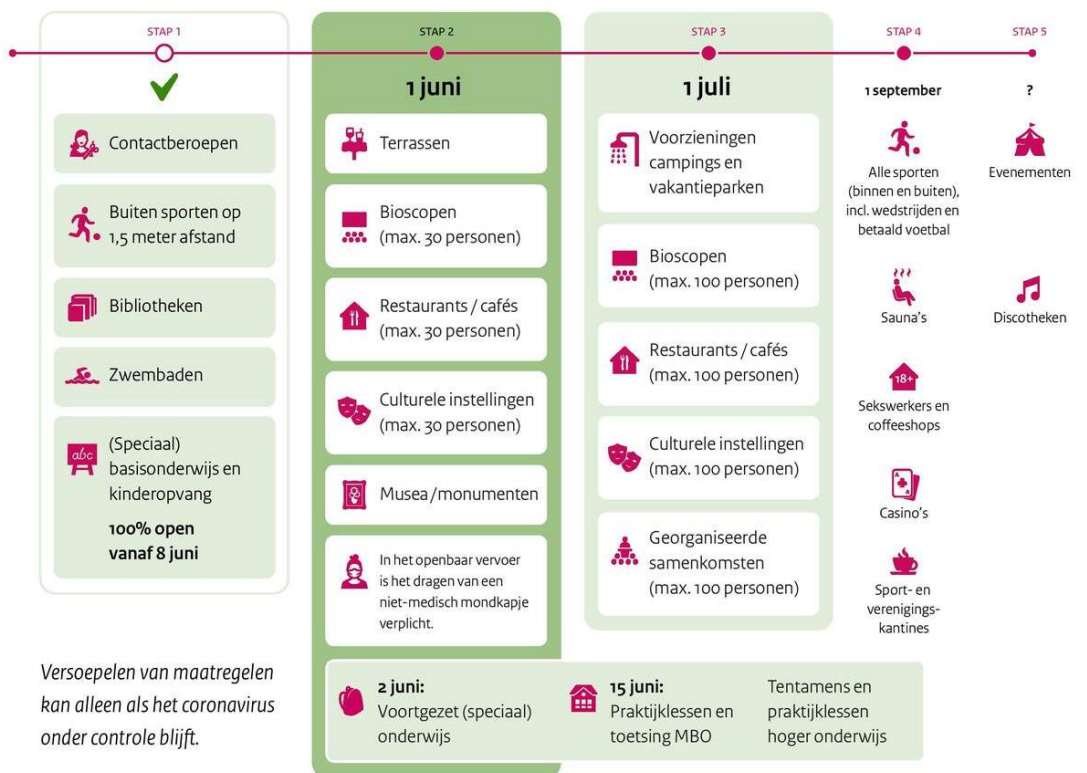 STAP 1
Contactberoepen
Buiten sporten op
1,5 meter afstand
Bibliotheken
Zwembaden
abc
(Speciaal)
basisonderwijs en
kinderopvang
100% open
vanaf 8 juni
STAP 2
1 juni
Terrassen
Bioscopen
(max. 30 personen)
Restaurants / cafés
(max. 30 personen)
Culturele instellingen
(max. 30 personen)
Musea/monumenten
In het openbaar vervoer
is het dragen van een
niet-medisch mondkapje
verplicht.
STAP 3
1 juli
Voorzieningen
campings en
vakantieparken
Bioscopen
(max. 100 personen)
Restaurants / cafés
(max. 100 personen)
Culturele instellingen
(max. 100 personen)
Georganiseerde
samenkomsten
(max. 100 personen)
STAP 4
1 september
Alle sporten
(binnen en buiten),
incl. wedstrijden en
betaald voetbal
Sauna's
18+
Sekswerkers en
coffeeshops
A
Casino's
Sport- en
verenigings-
kantines
STAP 5
?
Evenementen
Discotheken
2 juni:
Voortgezet (speciaal)
onderwijs
15 juni:
Praktijklessen en
toetsing MBO
Tentamens en
praktijklessen
hoger onderwijs
Versoepelen van maatregelen
kan alleen als het coronavirus
onder controle blijft.